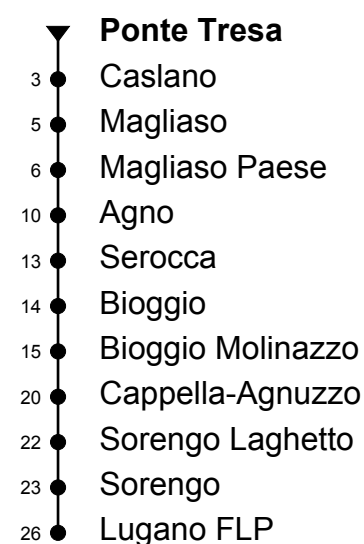 Ponte Tresa
3 Caslano
5 Magliaso
6 Magliaso Paese
10 Agno
13 Serocca
14 Bioggio
15 Bioggio Molinazzo
20 Cappella-Agnuzzo
22 Sorengo Laghetto
23 Sorengo
26 Lugano FLP